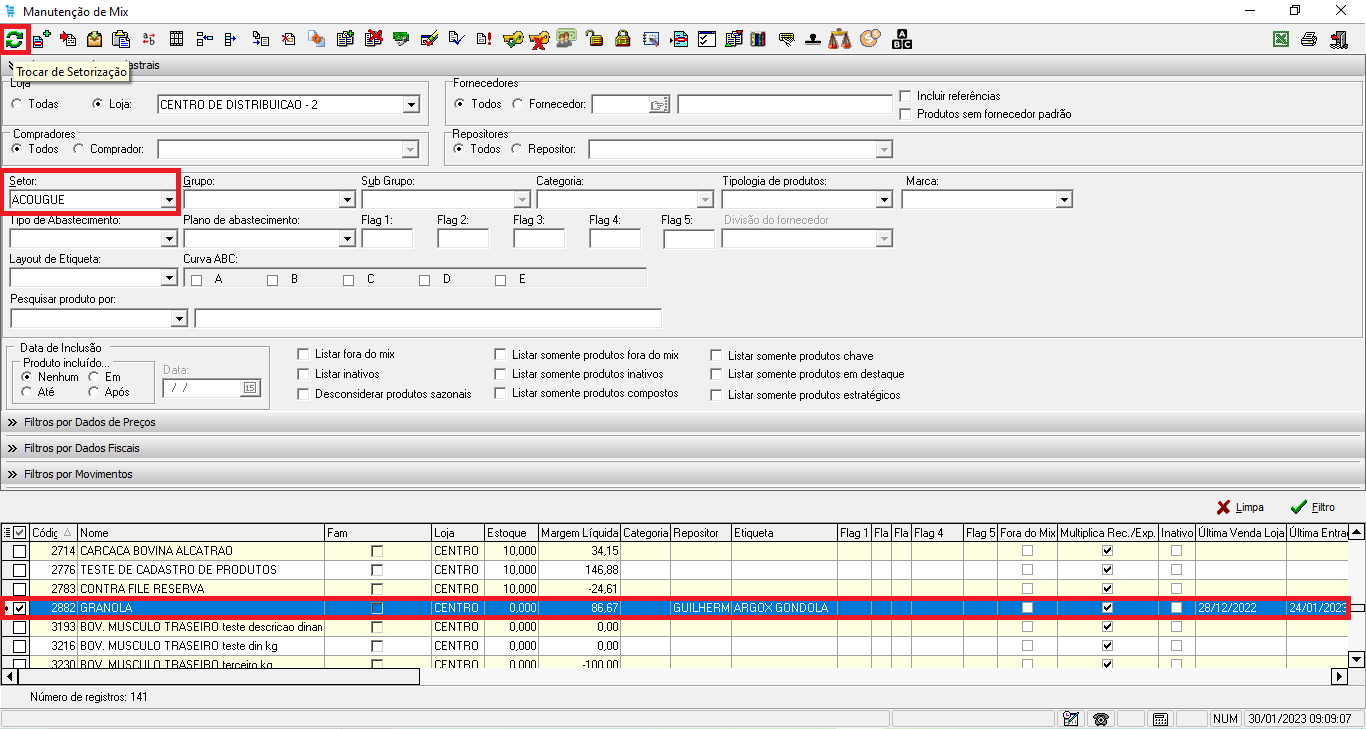 Manutenção de Mix
A
B C
Trocar de Setorização
astrais
Loja
Todas Loja: CENTRO DE DISTRIBUICAO - 2
Fornecedores
Todos Fornecedor:
Incluir referências
Produtos sem fornecedor padrão
Compradores
Todos Comprador:
Repositores
Todos Repositor:
Setor: Grupo: Sub Grupo: Categoria: Tipologia de produtos: Marca:
ACOUGUE
Tipo de Abastecimento: Plano de abastecimento: Flag 1: Flag 2: Flag 3: Flag 4: Flag 5: Divisão do fornecedor
Layout de Etiqueta: Curva ABC:
A B C D E
Pesquisar produto por:
Data de Inclusão
Produto incluído...
Nenhum Em
Até Após
Data:
/ / 15
Listar fora do mix Listar somente produtos fora do mix Listar somente produtos chave
Listar inativos Listar somente produtos inativos Listar somente produtos em destaque
Desconsiderar produtos sazonais Listar somente produtos compostos Listar somente produtos estratégicos
Filtros por Dados de Preços
Filtros por Dados Fiscais
Filtros por Movimentos
Limpa Filtro
Códig Nome Fam Loja Estoque Margem Líquida Categoria Repositor Etiqueta Flag 1 Fla Fla Flag 4 Flag 5 Fora do Mix Multiplica Rec./Exp. Inativo Última Venda Loja Última Entrad
2714 CARCACA BOVINA ALCATRAO CENTRO 10,000 34,15
2776 TESTE DE CADASTRO DE PRODUTOS CENTRO 10,000 146,88
2783 CONTRA FILE RESERVA CENTRO 10,000 -24,61
2882 GRANOLA CENTRO 0,000 86,67 GUILHERM ARGOX GONDOLA 28/12/2022 24/01/2023
3193 BOV. MUSCULO TRASEIRO teste descricao dinan CENTRO 0,000 0,00
3216 BOV. MUSCULO TRASEIRO teste din kg CENTRO 0,000 0,00
3230 BOV. MUSCULO TRASEIRO terceiro kg CENTRO 0,000 -100,00
Número de registros: 141
NUM 30/01/2023 09:09:07